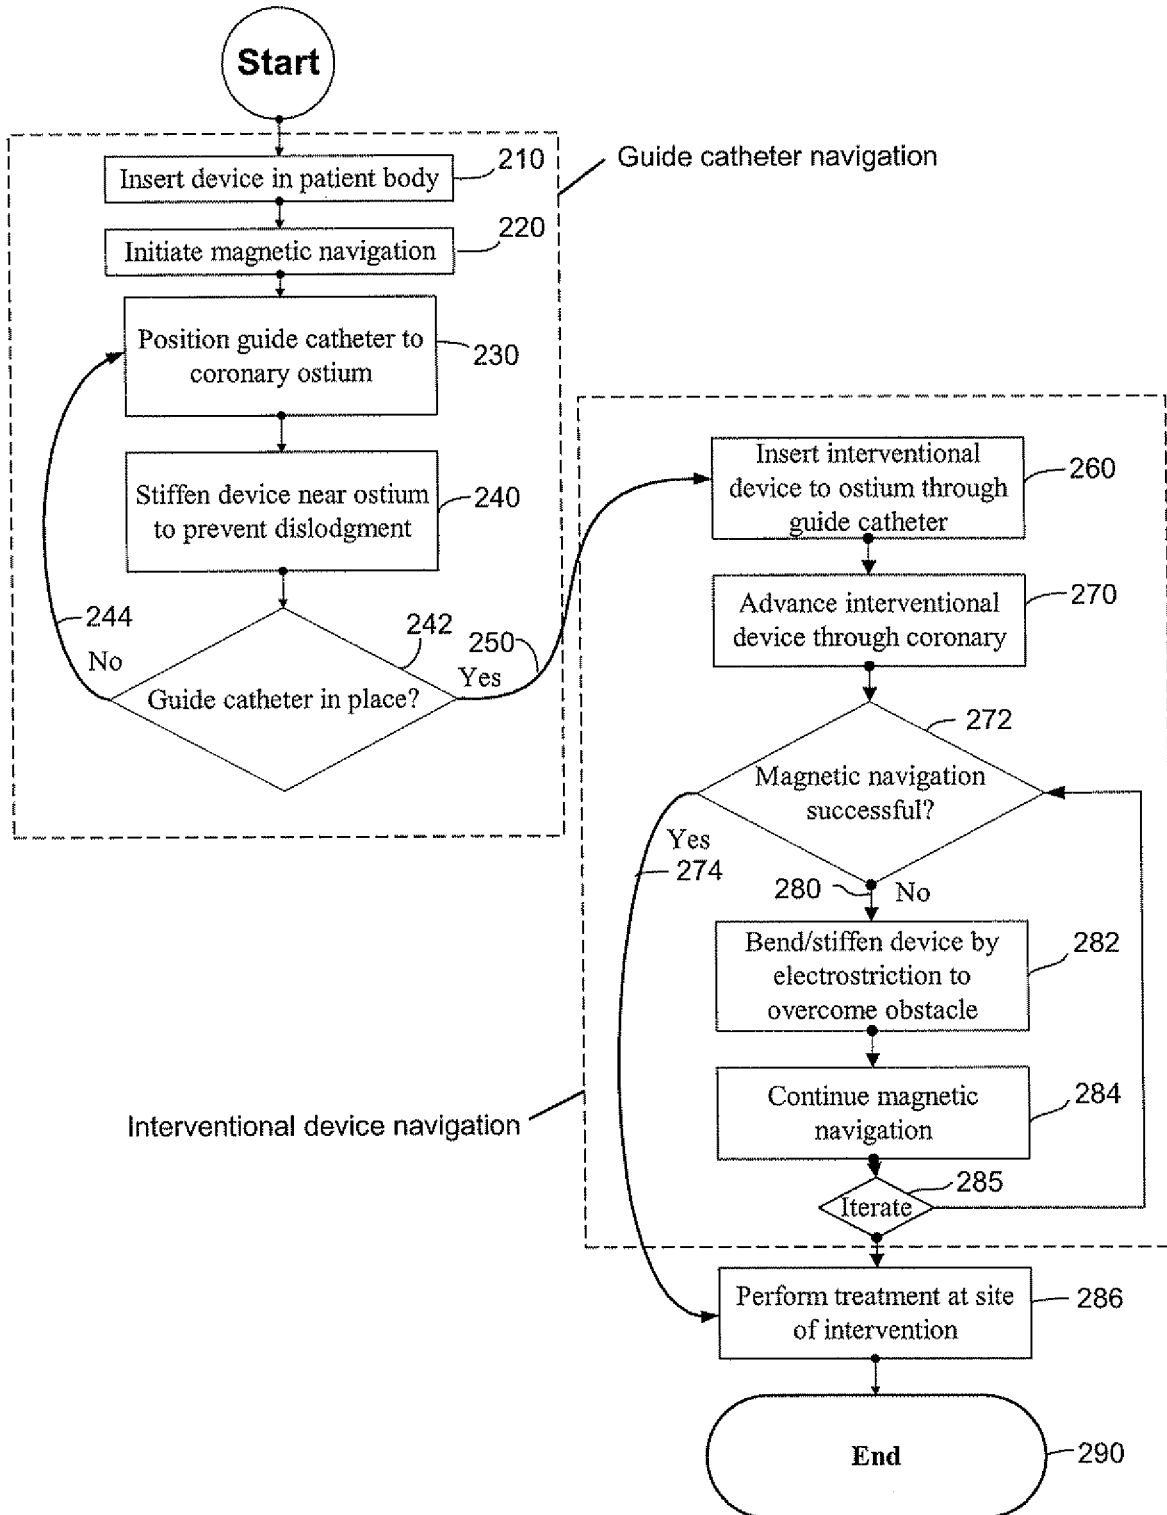 Start
Guide catheter navigation
210
Insert device in patient body
220
Initiate magnetic navigation
Position guide catheter to
coronary ostium
230
Stiffen device near ostium
to prevent dislodgment
240
244
No
242
Guide catheter in place?
250
Yes
Insert interventional
device to ostium through
guide catheter
260
Advance interventional
device through coronary
270
272
Magnetic navigation
successful?
Yes
274
280
No
Bend/stiffen device by
electrostriction to
overcome obstacle
282
Continue magnetic
navigation
284
Interventional device navigation
285
Iterate
Perform treatment at site
of intervention
286
End
290